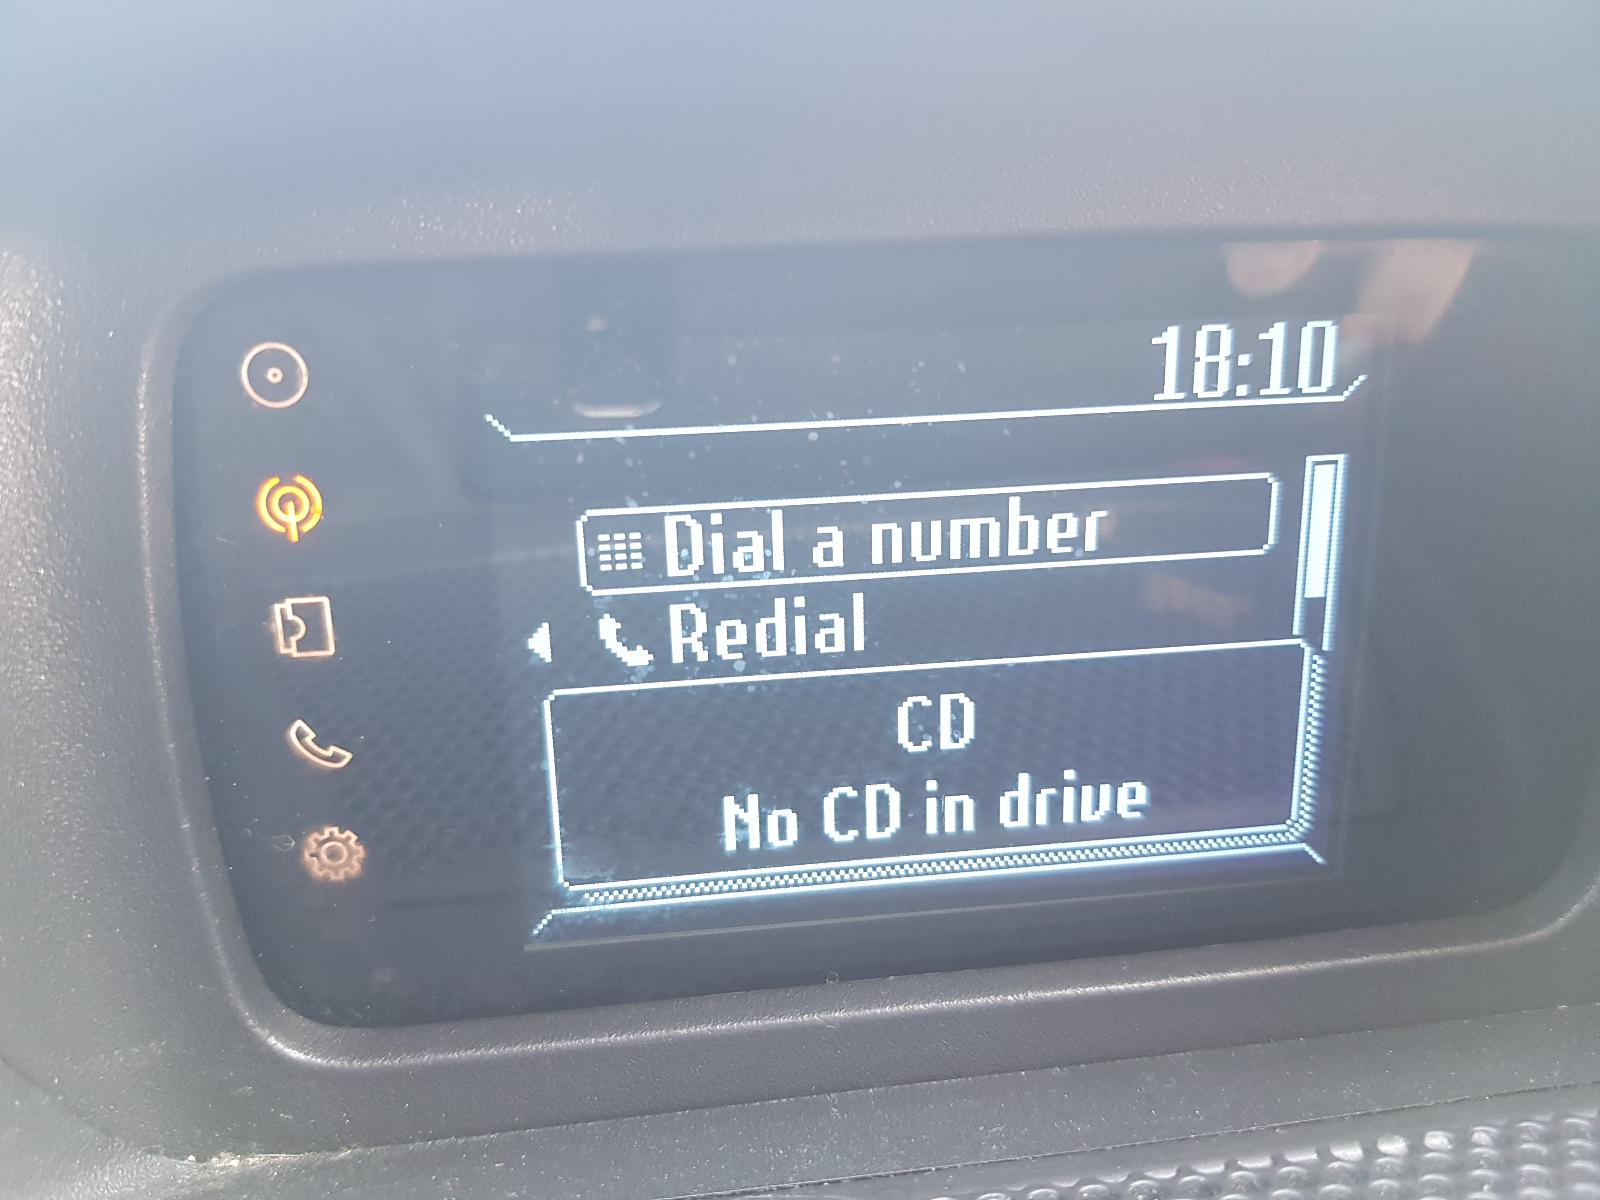 18:10
Dial a number
Redial
CD
No CD in drive